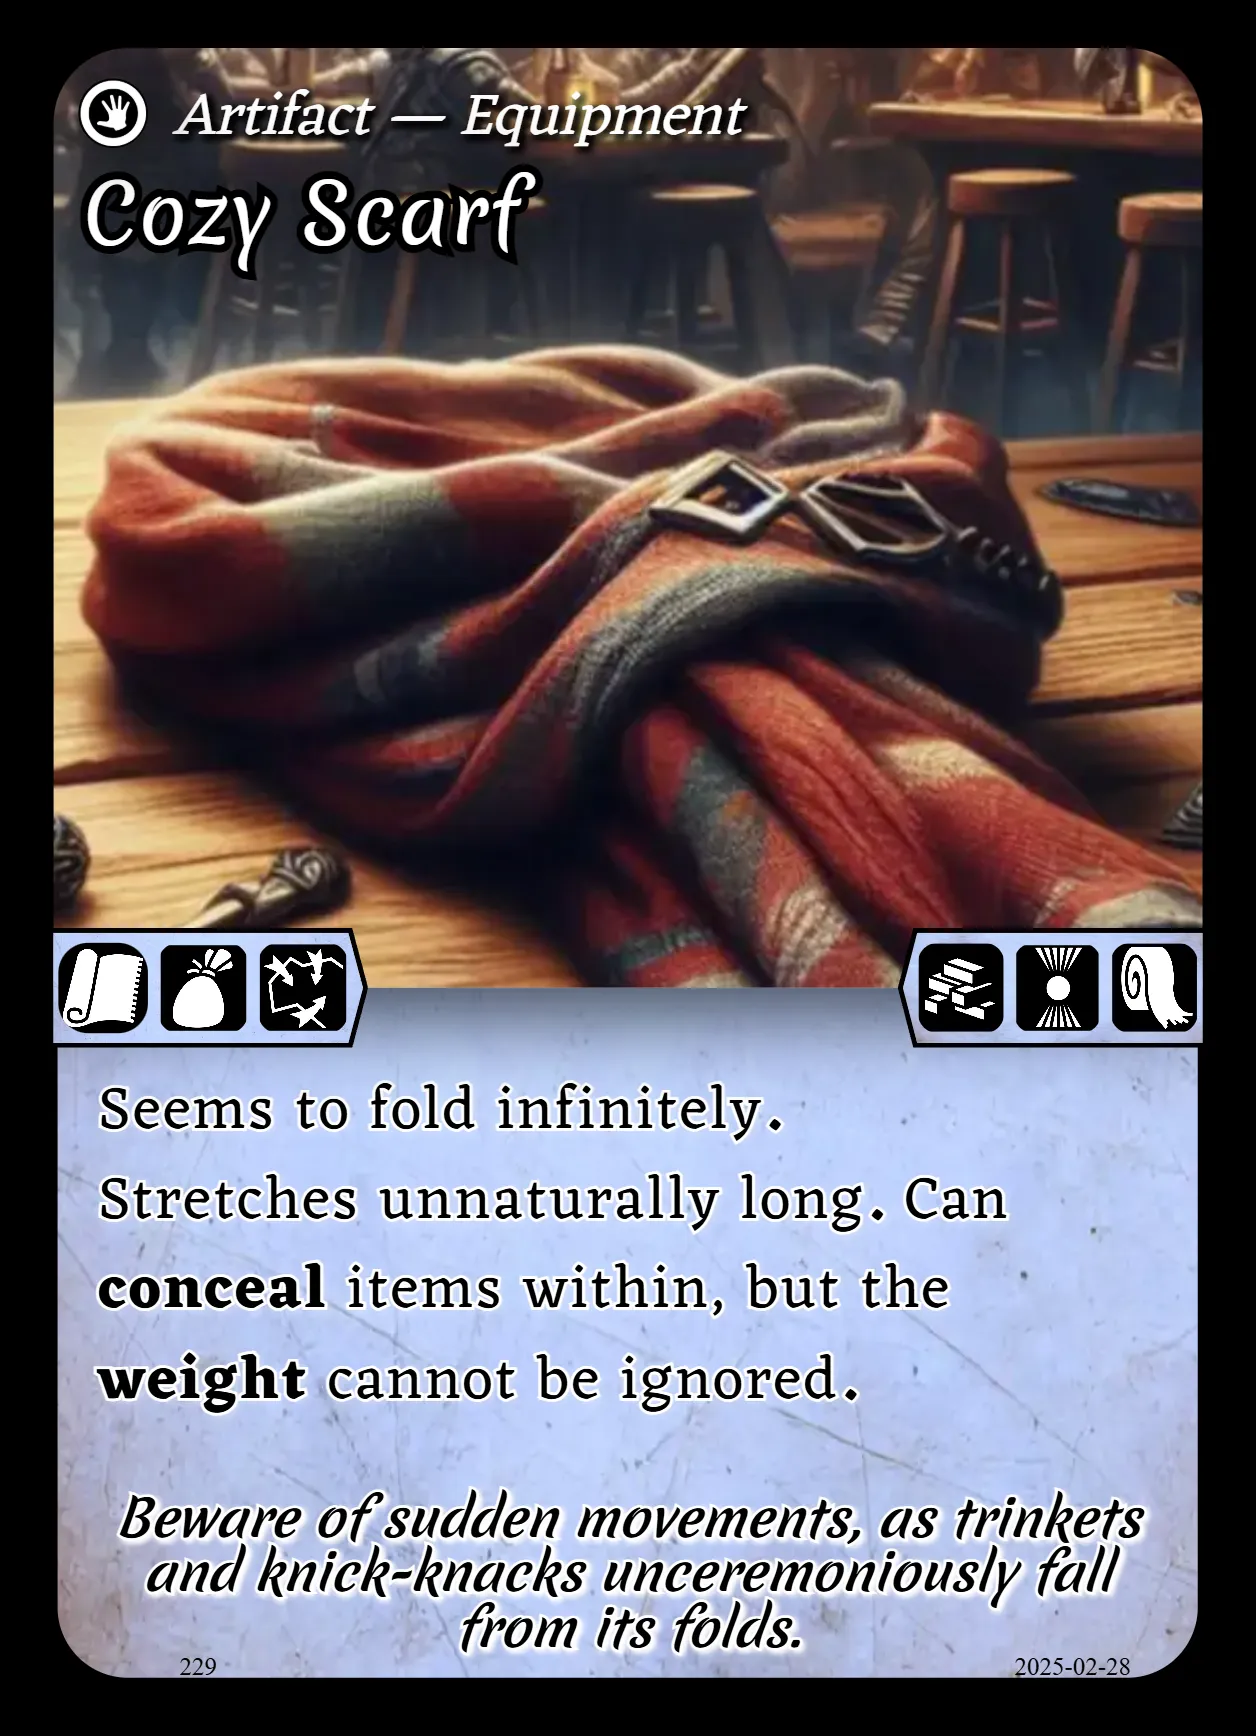 Artifact — Equipment
Cozy Scarf
Seems to fold infinitely.
Stretches unnaturally long. Can
conceal items within, but the
weight cannot be ignored.
Beware of sudden movements, as trinkets
and knick-knacks unceremoniously fall
from its folds.
229
2025-02-28